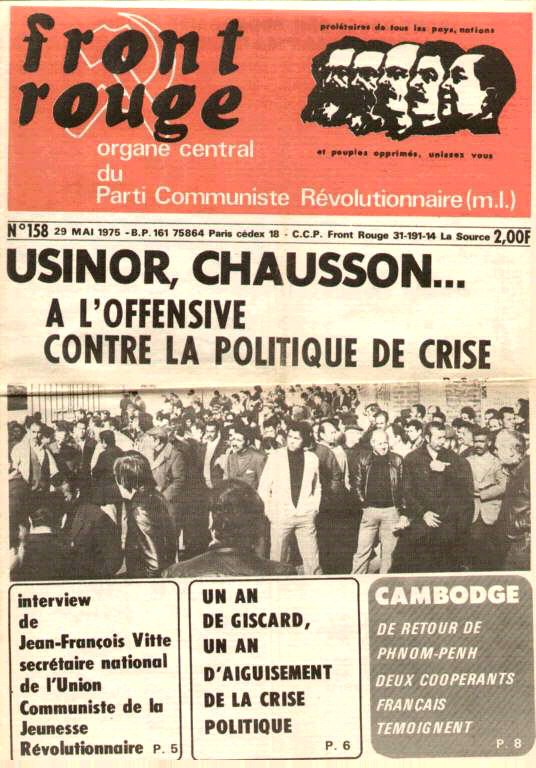 front
rouge
prolétaires de tous les pays, nations
et peuples opprimés, unissez vous
organe central
du
Parti Communiste Révolutionnaire (m.l.)
N°158 29 MAI 1975 - B.P. 161 75864 Paris cédex 18 - C.C.P. Front Rouge 31-191-14 La Source 2,00F
USINOR, CHAUSSON...
A L'OFFENSIVE
CONTRE LA POLITIQUE DE CRISE
interview
de
Jean-François Vitte
secrétaire national
de l'Union
Communiste de la
Jeunesse
Révolutionnaire P. 5
UN AN
DE GISCARD,
UN AN
D'AIGUISEMENT
DE LA CRISE
POLITIQUE
P. 6
CAMBODGE
DE RETOUR DE
PHNOM-PENH
DEUX COOPERANTS
FRANÇAIS
TEMOIGNENT
P. 8